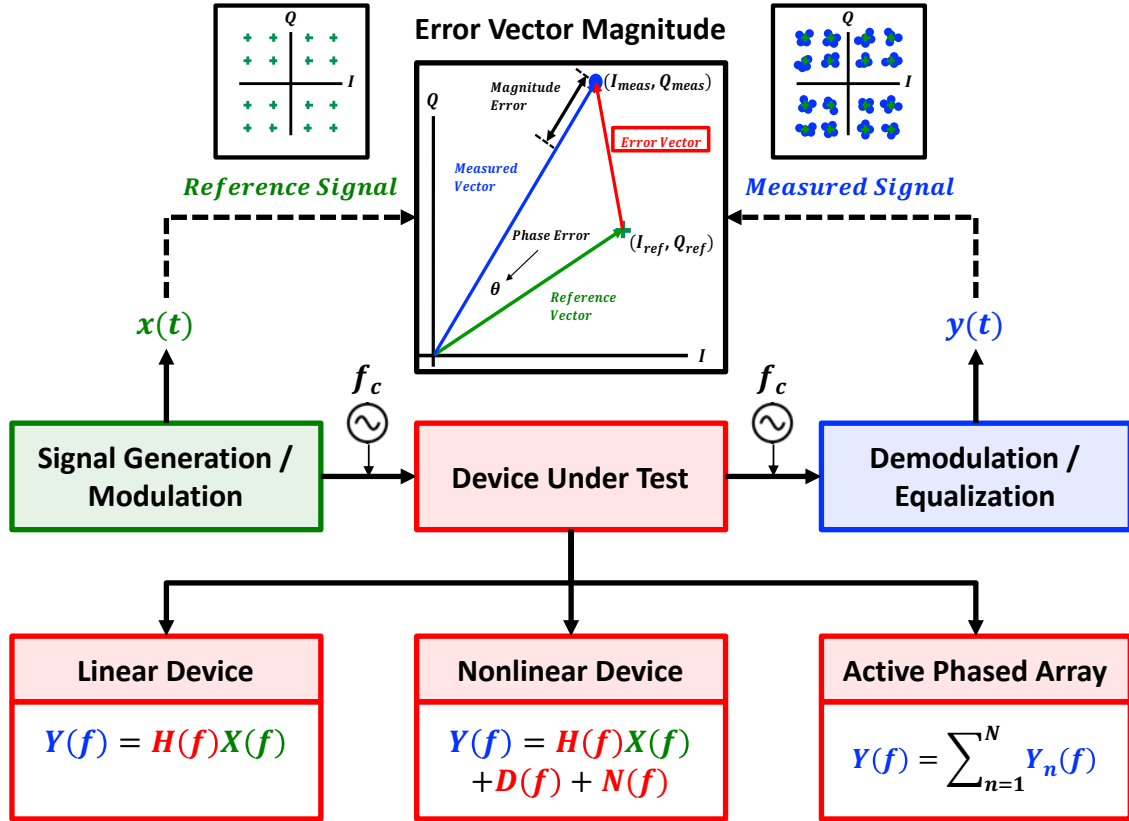 Error Vector Magnitude
Q
I
Reference Signal
Q
I
Magnitude
Error
(I_meas, Q_meas)
Error Vector
Measured
Vector
Phase Error
θ
(I_ref, Q_ref)
Reference
Vector
Q
I
Measured Signal
x(t)
y(t)
f_c
f_c
Signal Generation /
Modulation
Device Under Test
Demodulation /
Equalization
Linear Device
Y(f) = H(f)X(f)
Nonlinear Device
Y(f) = H(f)X(f)
+D(f) + N(f)
Active Phased Array
Y(f) = ∑_{n=1}^{N} Y_n(f)